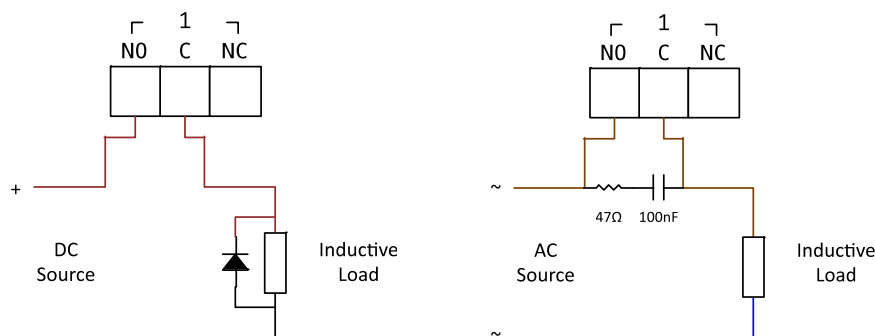 1
NO C NC
+
DC
Source
Inductive
Load
1
NO C NC
~
47Ω 100nF
AC
Source
Inductive
Load
~